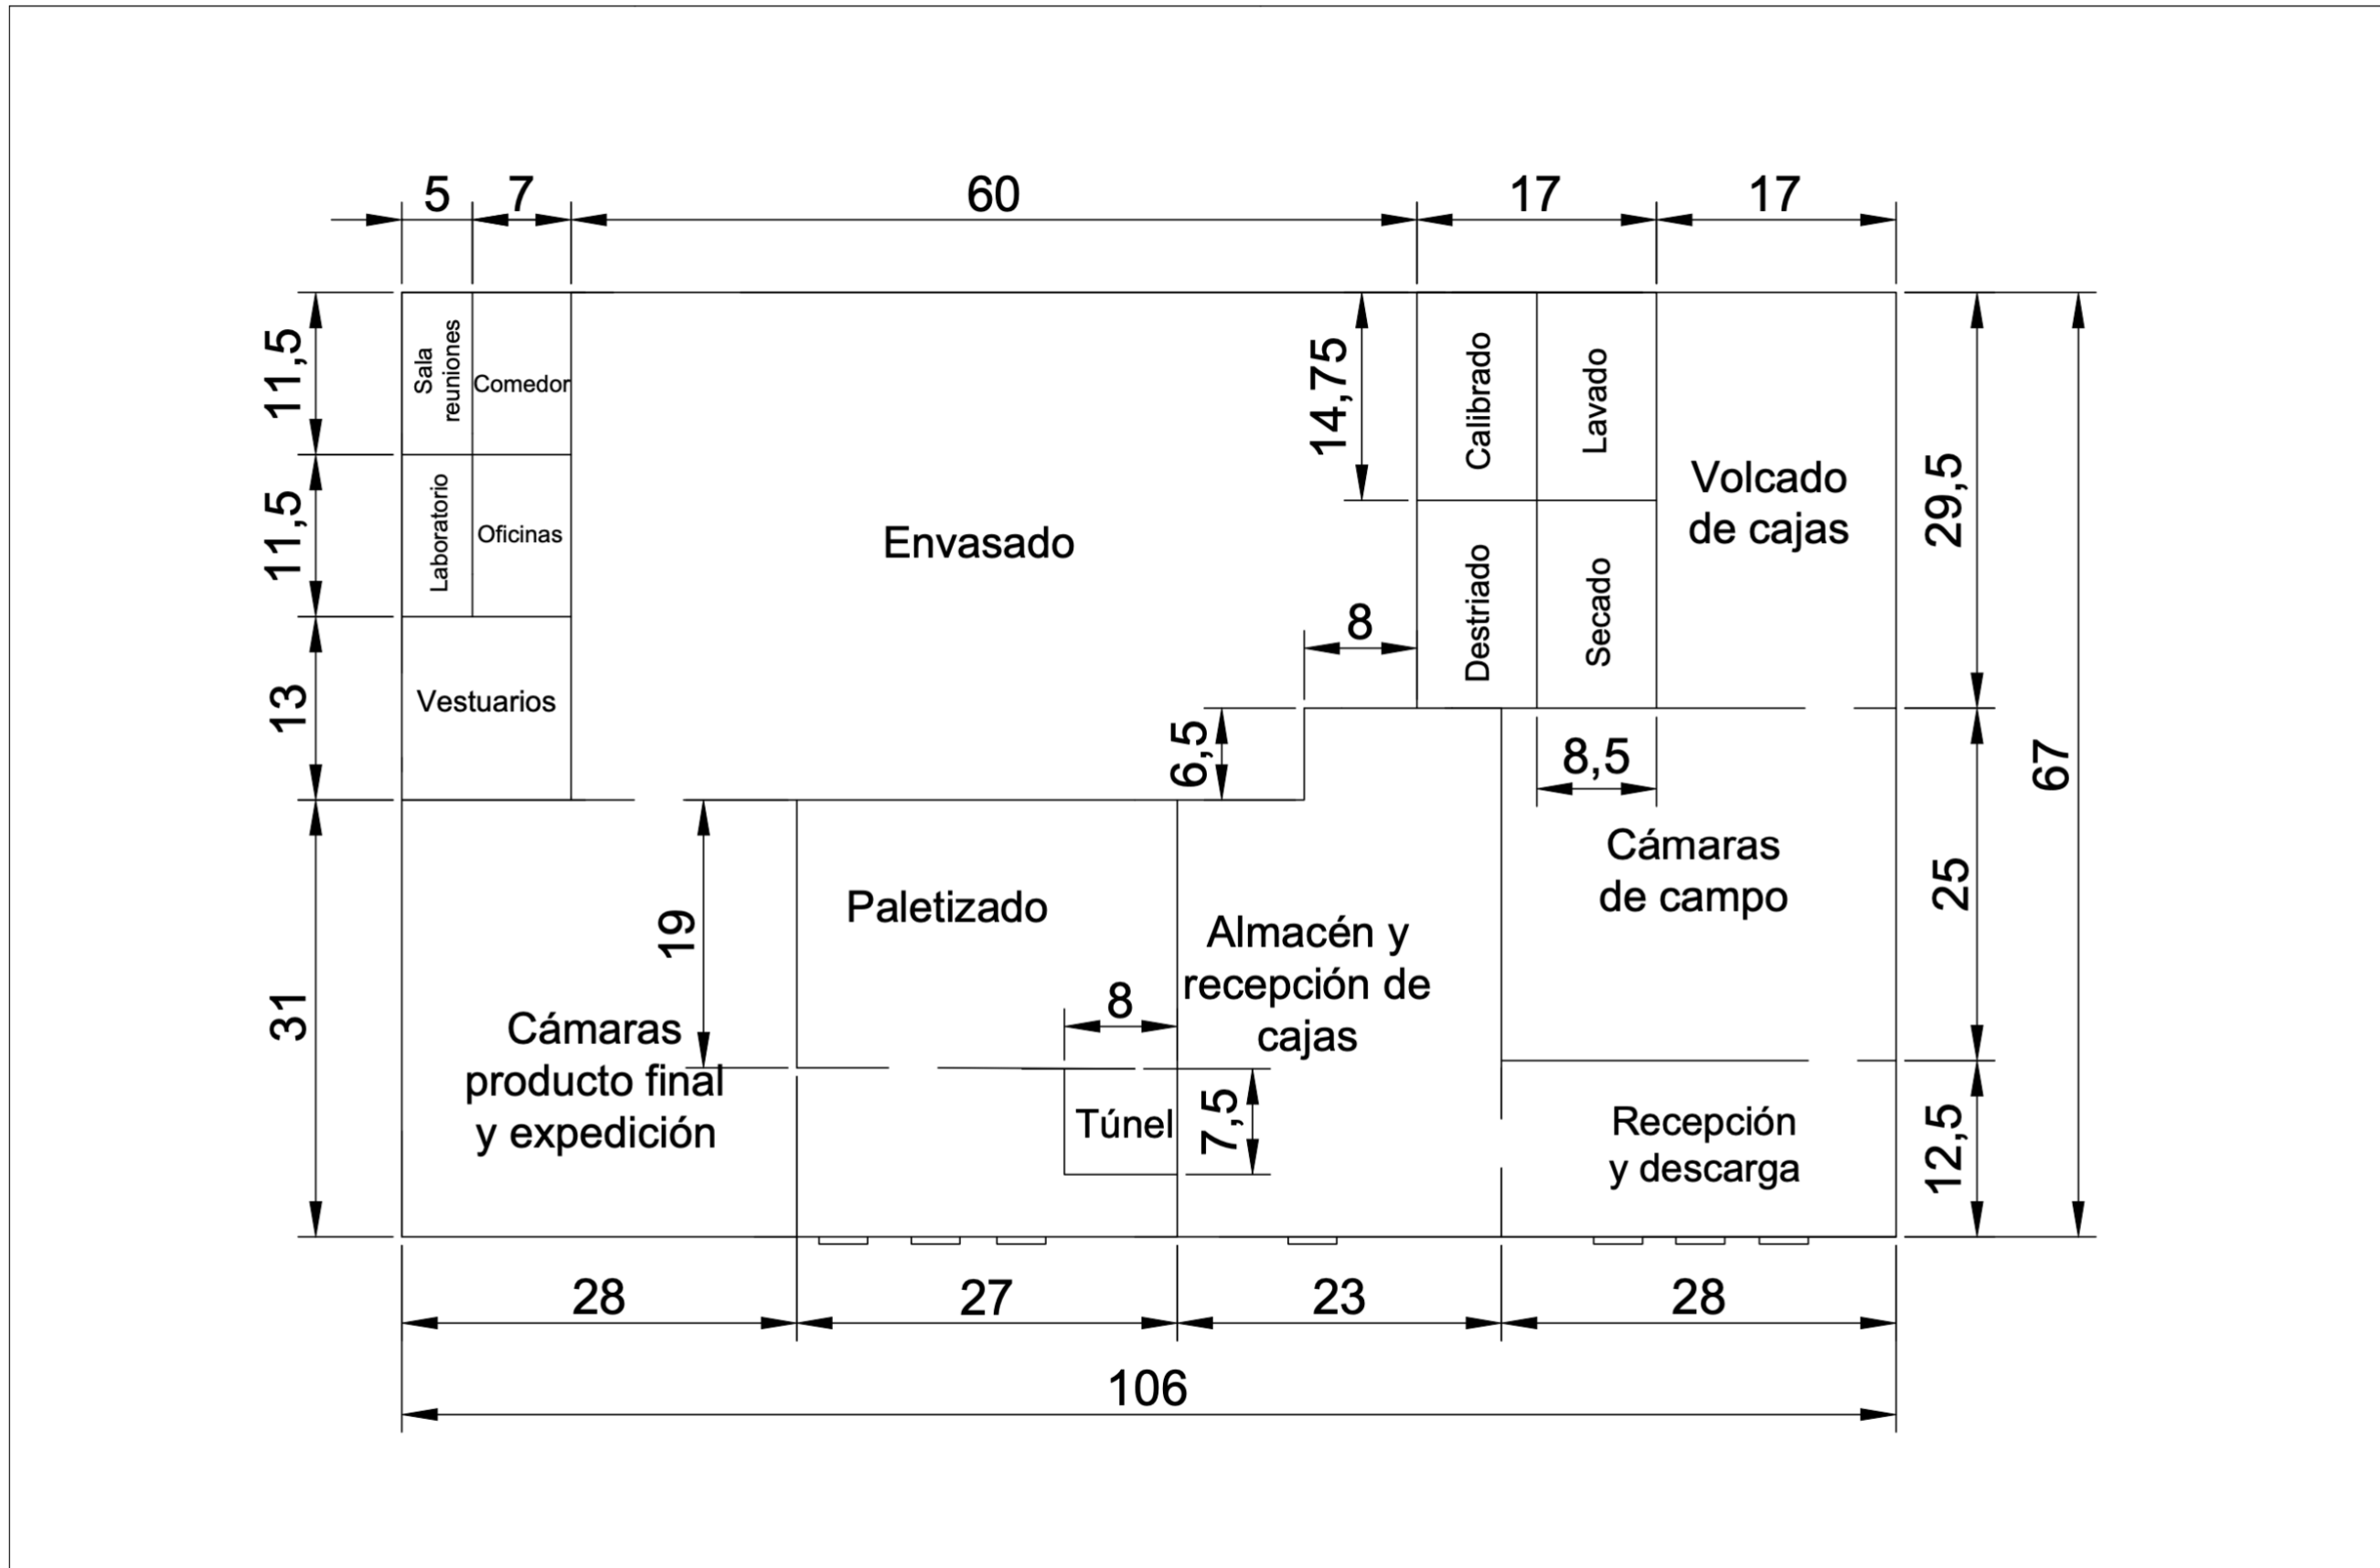 5
7
60
17
17
11,5
11,5
13
31
Sala
reuniones
Comedor
Laboratorio
Oficinas
Vestuarios
Envasado
14,75
Calibrado
Lavado
Destriado
Secado
Volcado
de cajas
29,5
25
12,5
67
8
6,5
8,5
19
Paletizado
8
Túnel
7,5
Almacén y
recepción de
cajas
Cámaras
de campo
Recepción
y descarga
Cámaras
producto final
y expedición
28
27
23
28
106